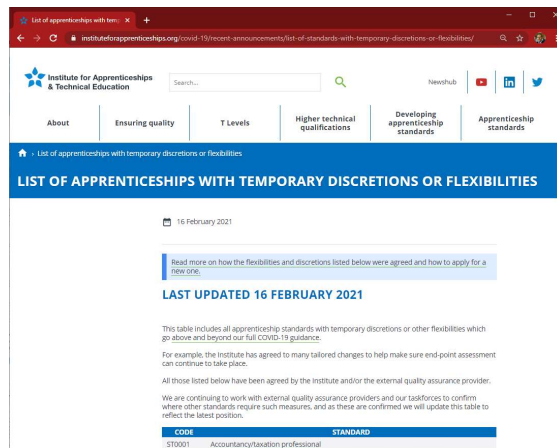 List of apprenticeships with temp
instituteforapprenticeships.org/covid-19/recent-announcements/list-of-standards-with-temporary-discretions-or-flexibilities/
Institute for Apprenticeships
& Technical Education
Search...
Newshub
About
Ensuring quality
T Levels
Higher technical
qualifications
Developing
apprenticeship
standards
Apprenticeship
standards
› List of apprenticeships with temporary discretions or flexibilities
LIST OF APPRENTICESHIPS WITH TEMPORARY DISCRETIONS OR FLEXIBILITIES
16 February 2021
Read more on how the flexibilities and discretions listed below were agreed and how to apply for a
new one.
LAST UPDATED 16 FEBRUARY 2021
This table includes all apprenticeship standards with temporary discretions or other flexibilities which
go above and beyond our full COVID-19 guidance.
For example, the Institute has agreed to many tailored changes to help make sure end-point assessment
can continue to take place.
All those listed below have been agreed by the Institute and/or the external quality assurance provider.
We are continuing to work with external quality assurance providers and our taskforces to confirm
where other standards require such measures, and as these are confirmed we will update this table to
reflect the latest position.
CODE STANDARD
ST0001 Accountancy/taxation professional